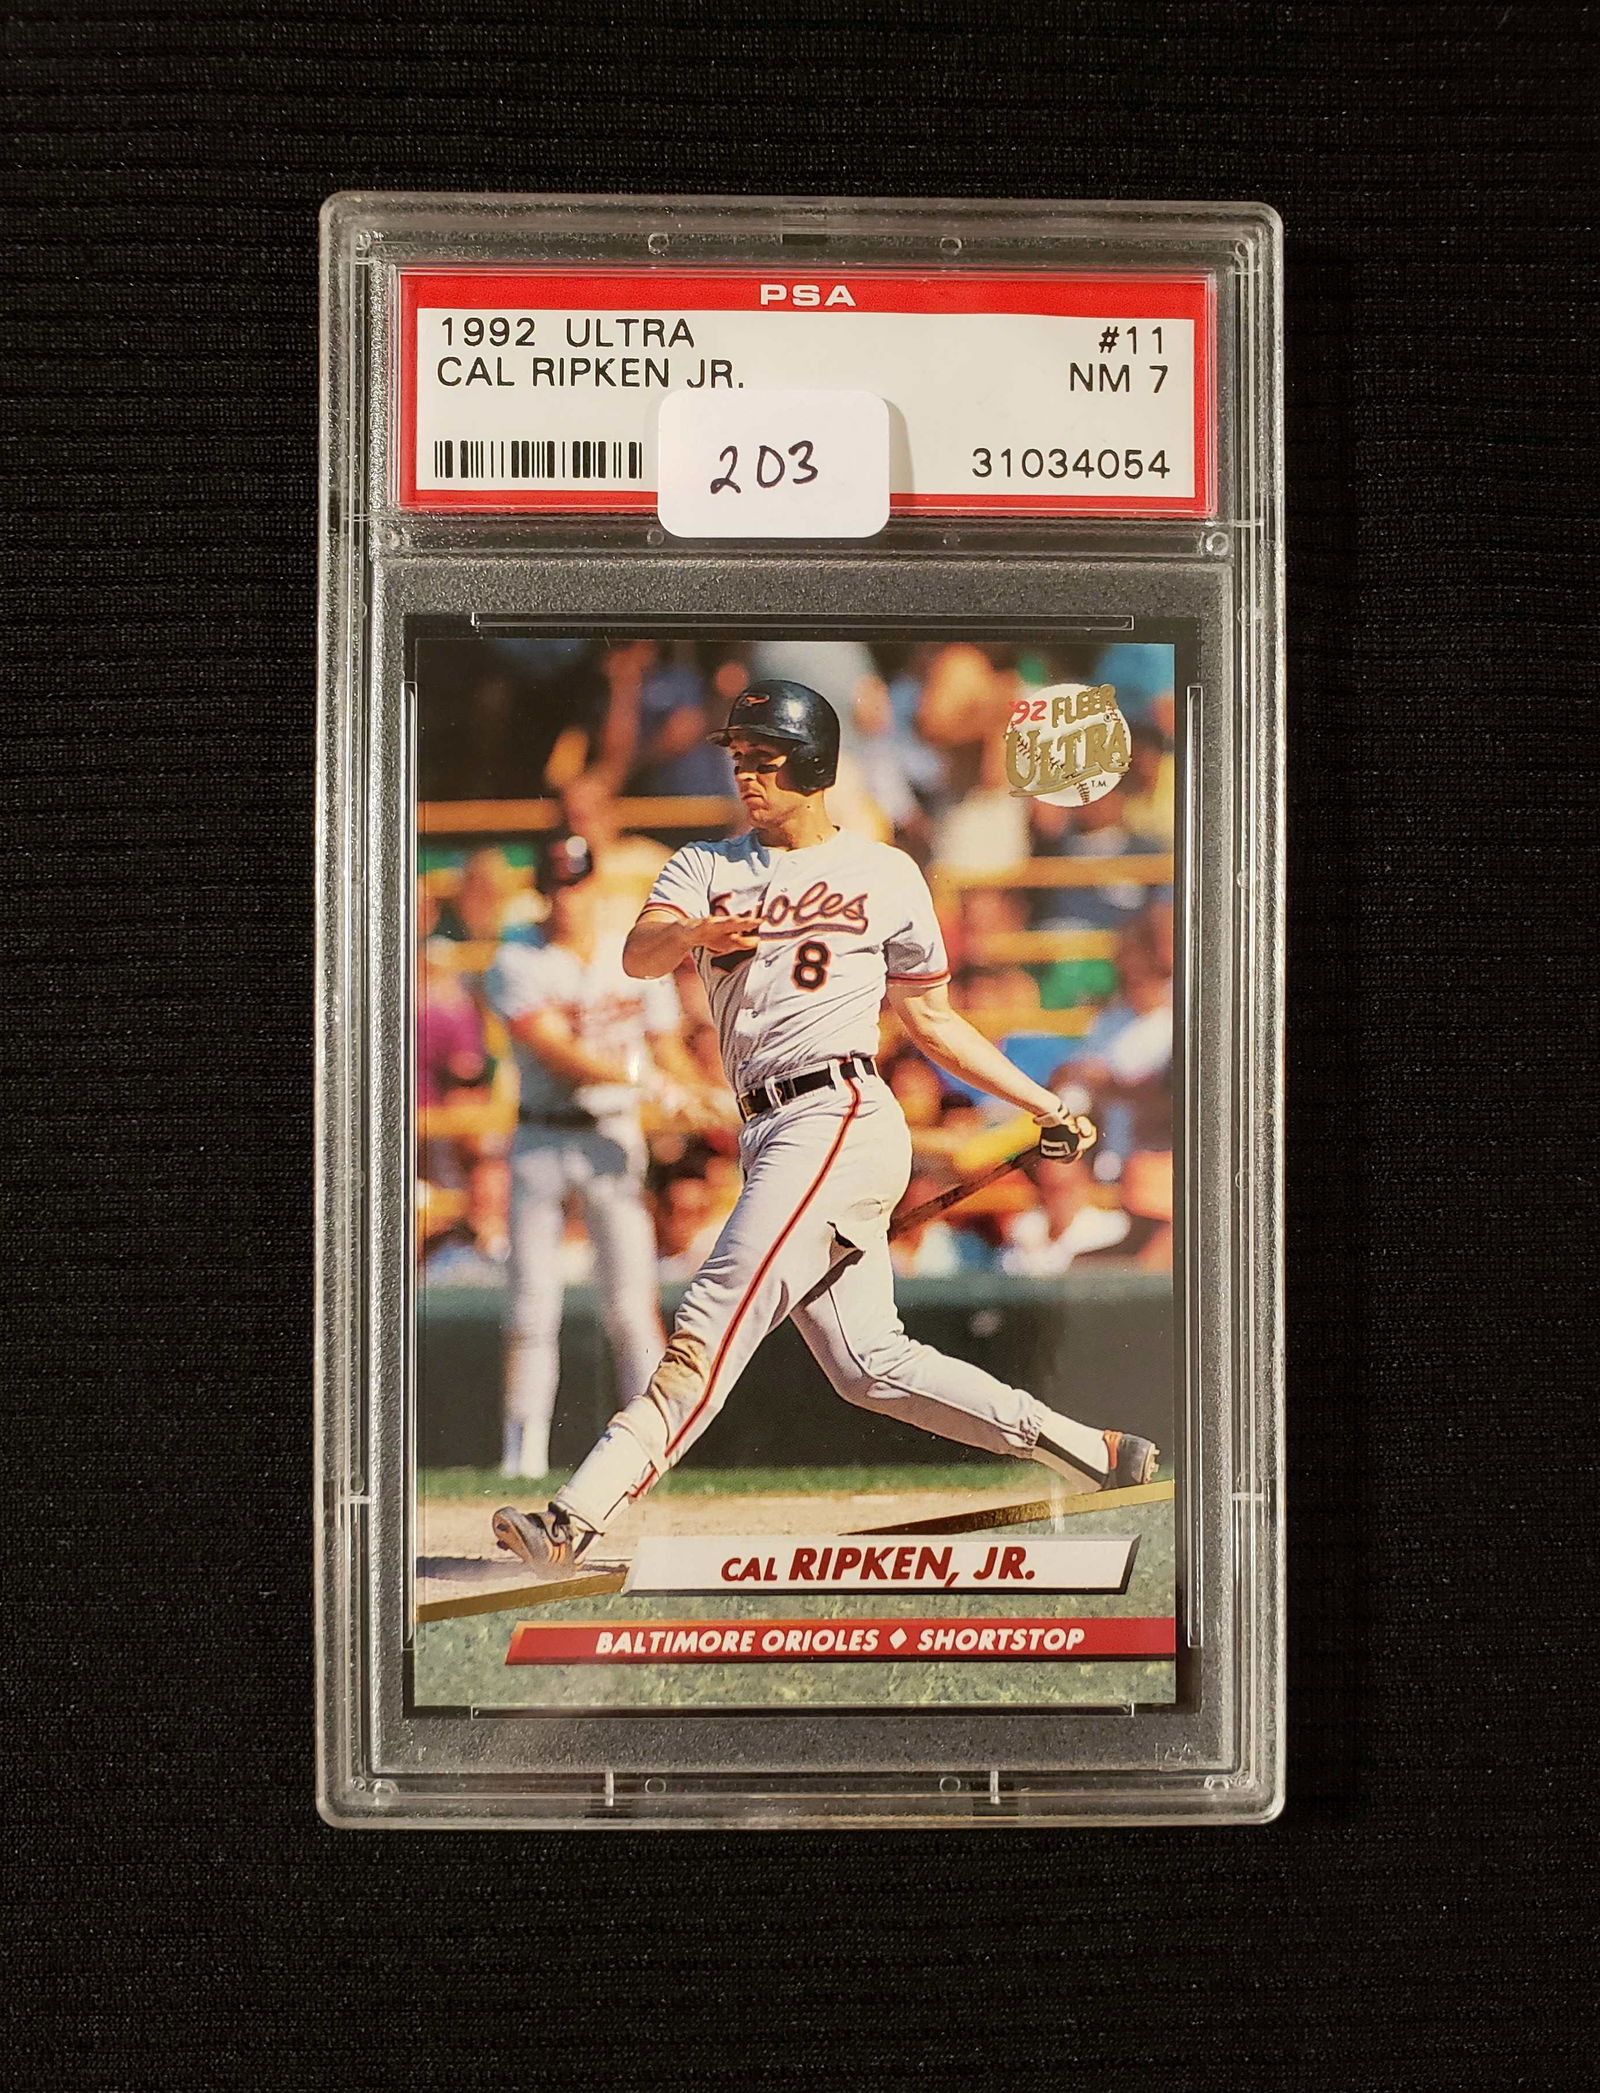 PSA
1992 ULTRA #11
CAL RIPKEN JR. NM 7
203
31034054
'92 FLEER
ULTRA
T.M.
Orioles
8
CAL RIPKEN, JR.
BALTIMORE ORIOLES ♦ SHORTSTOP